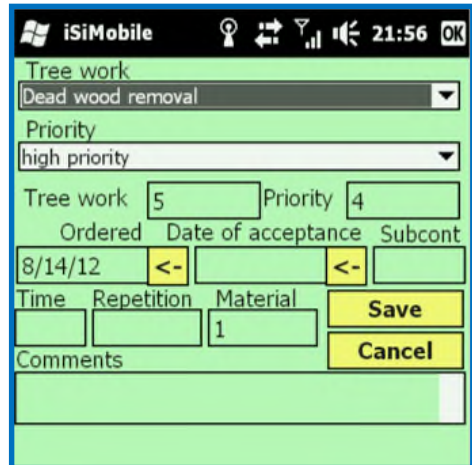 iSiMobile 21:56 OK
Tree work
Dead wood removal
Priority
high priority
Tree work 5 Priority 4
Ordered Date of acceptance Subcont
8/14/12 <- <-
Time Repetition Material Save
1
Comments Cancel